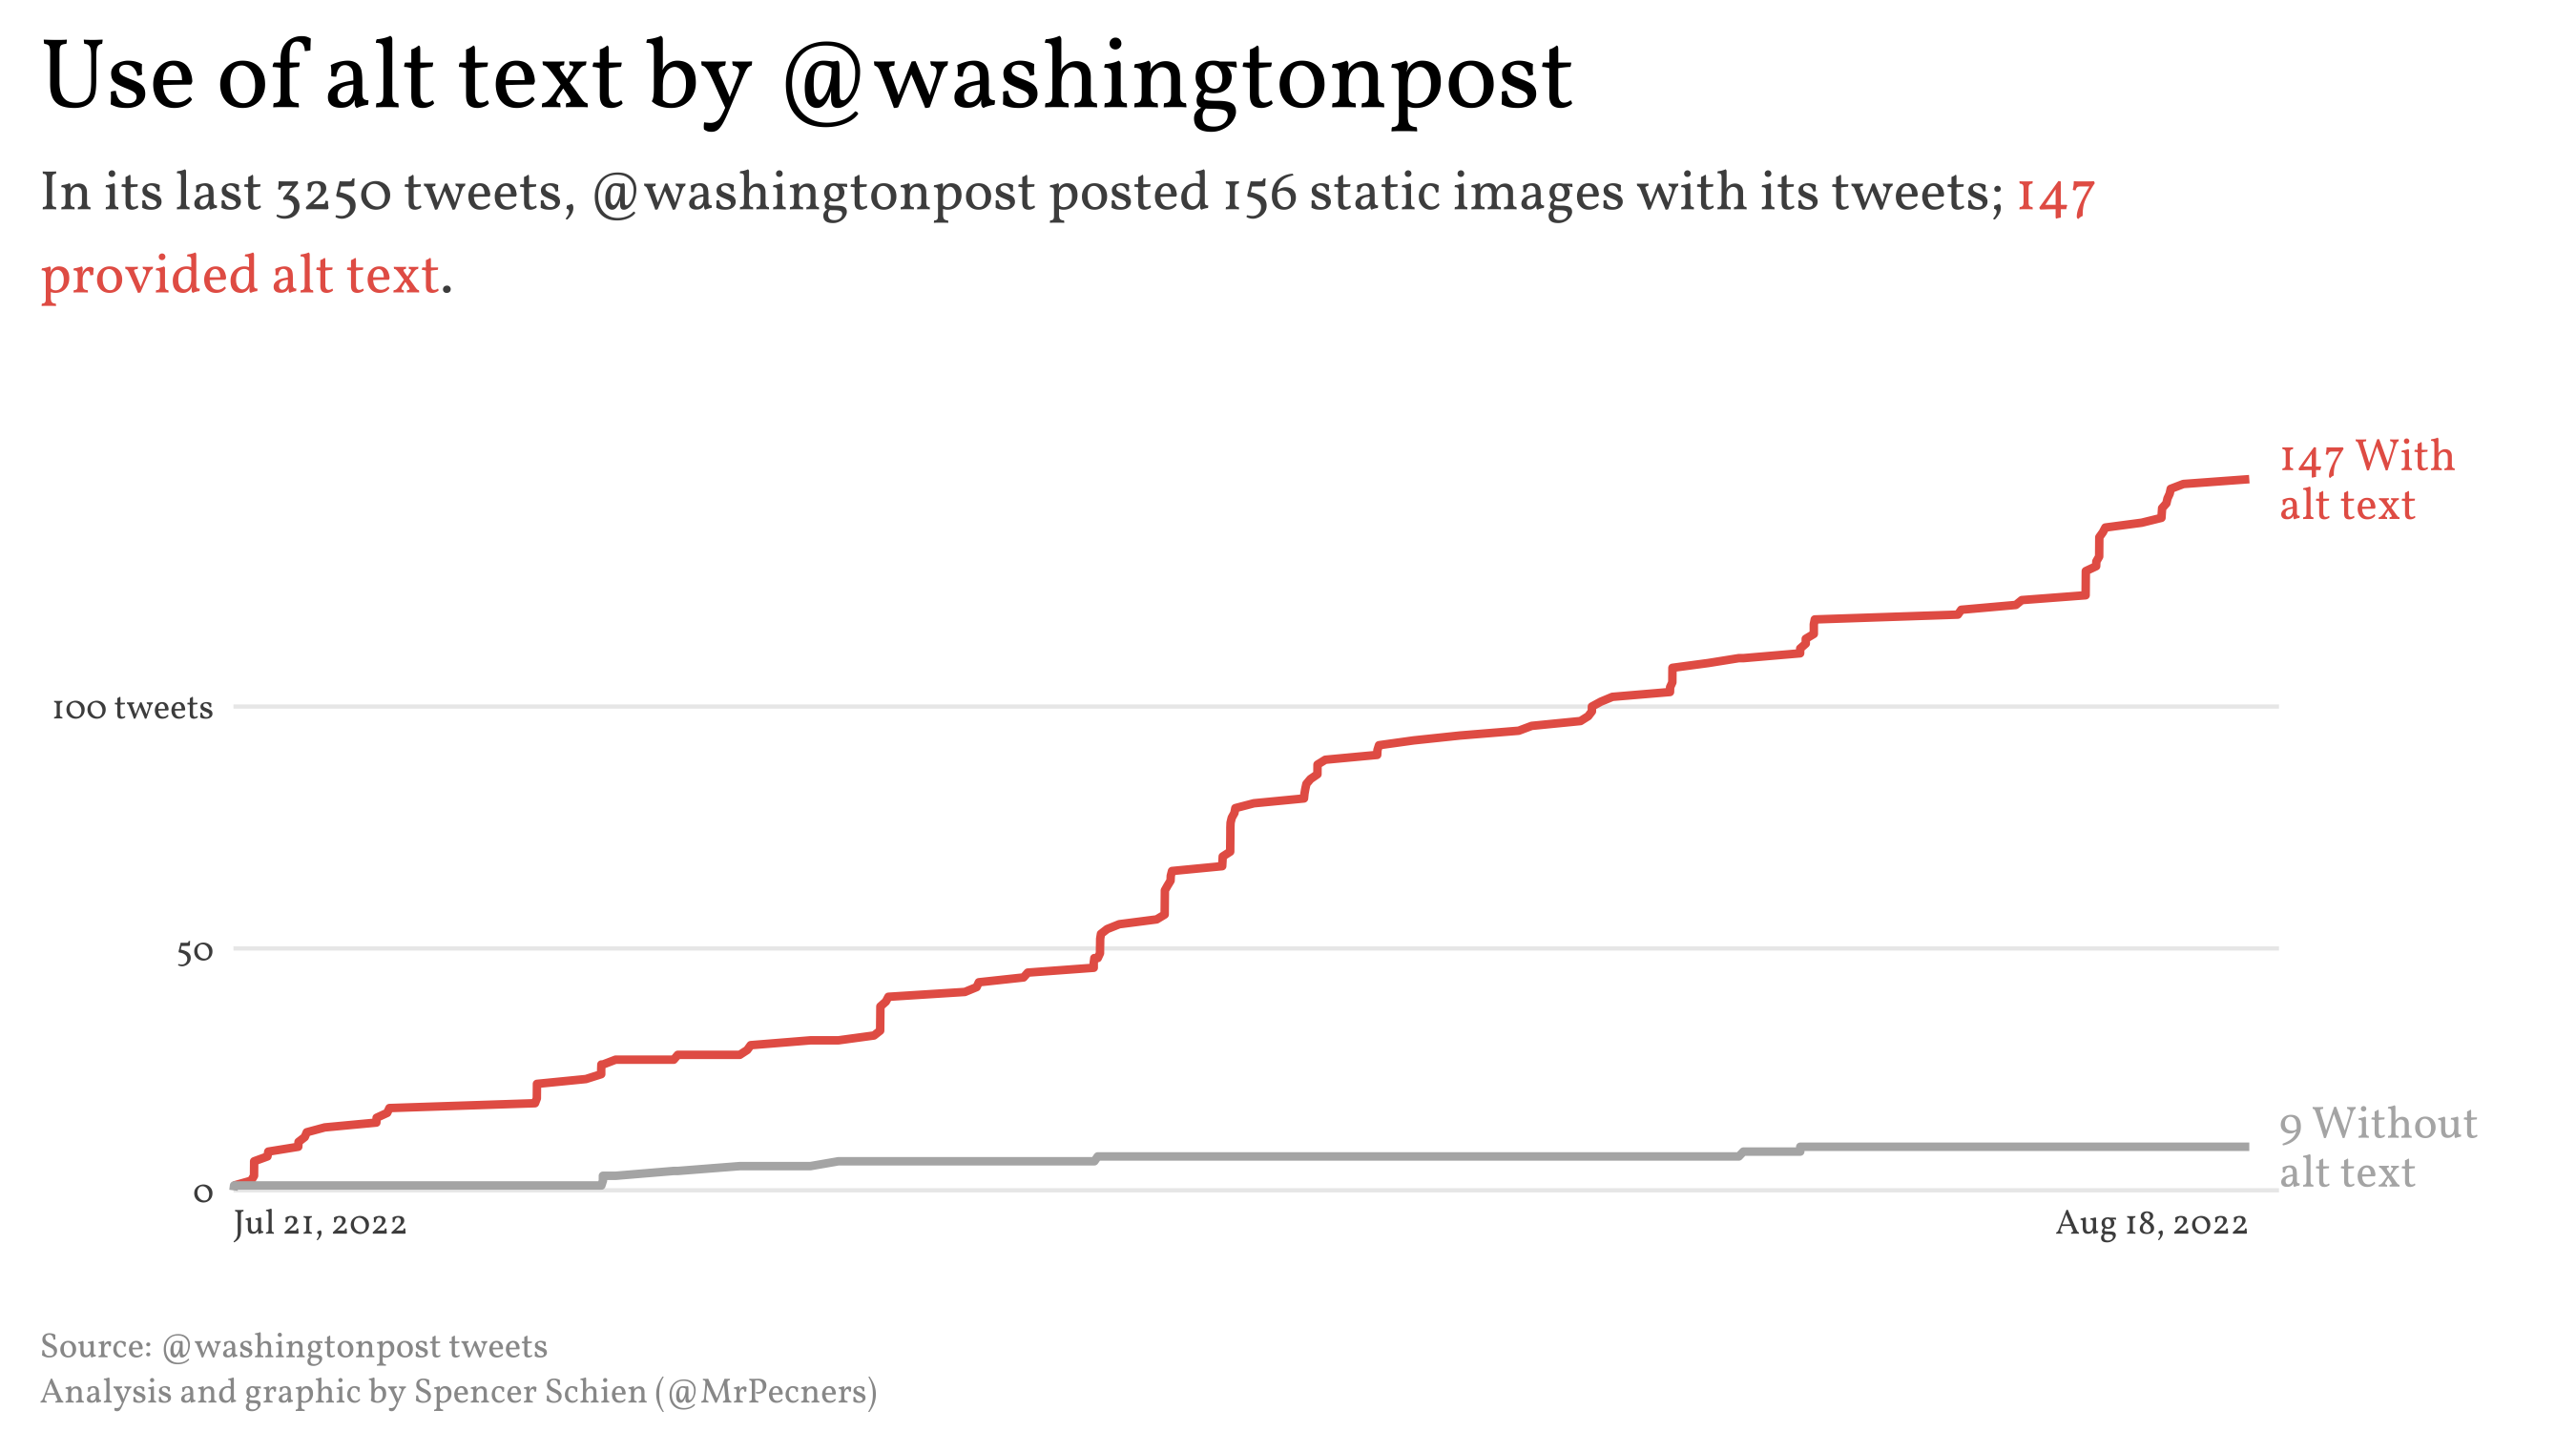 Use of alt text by @washingtonpost
In its last 3250 tweets, @washingtonpost posted 156 static images with its tweets; 147
provided alt text.
147 With
alt text
100 tweets
50
9 Without
alt text
0
Jul 21, 2022
Aug 18, 2022
Source: @washingtonpost tweets
Analysis and graphic by Spencer Schien (@MrPecners)